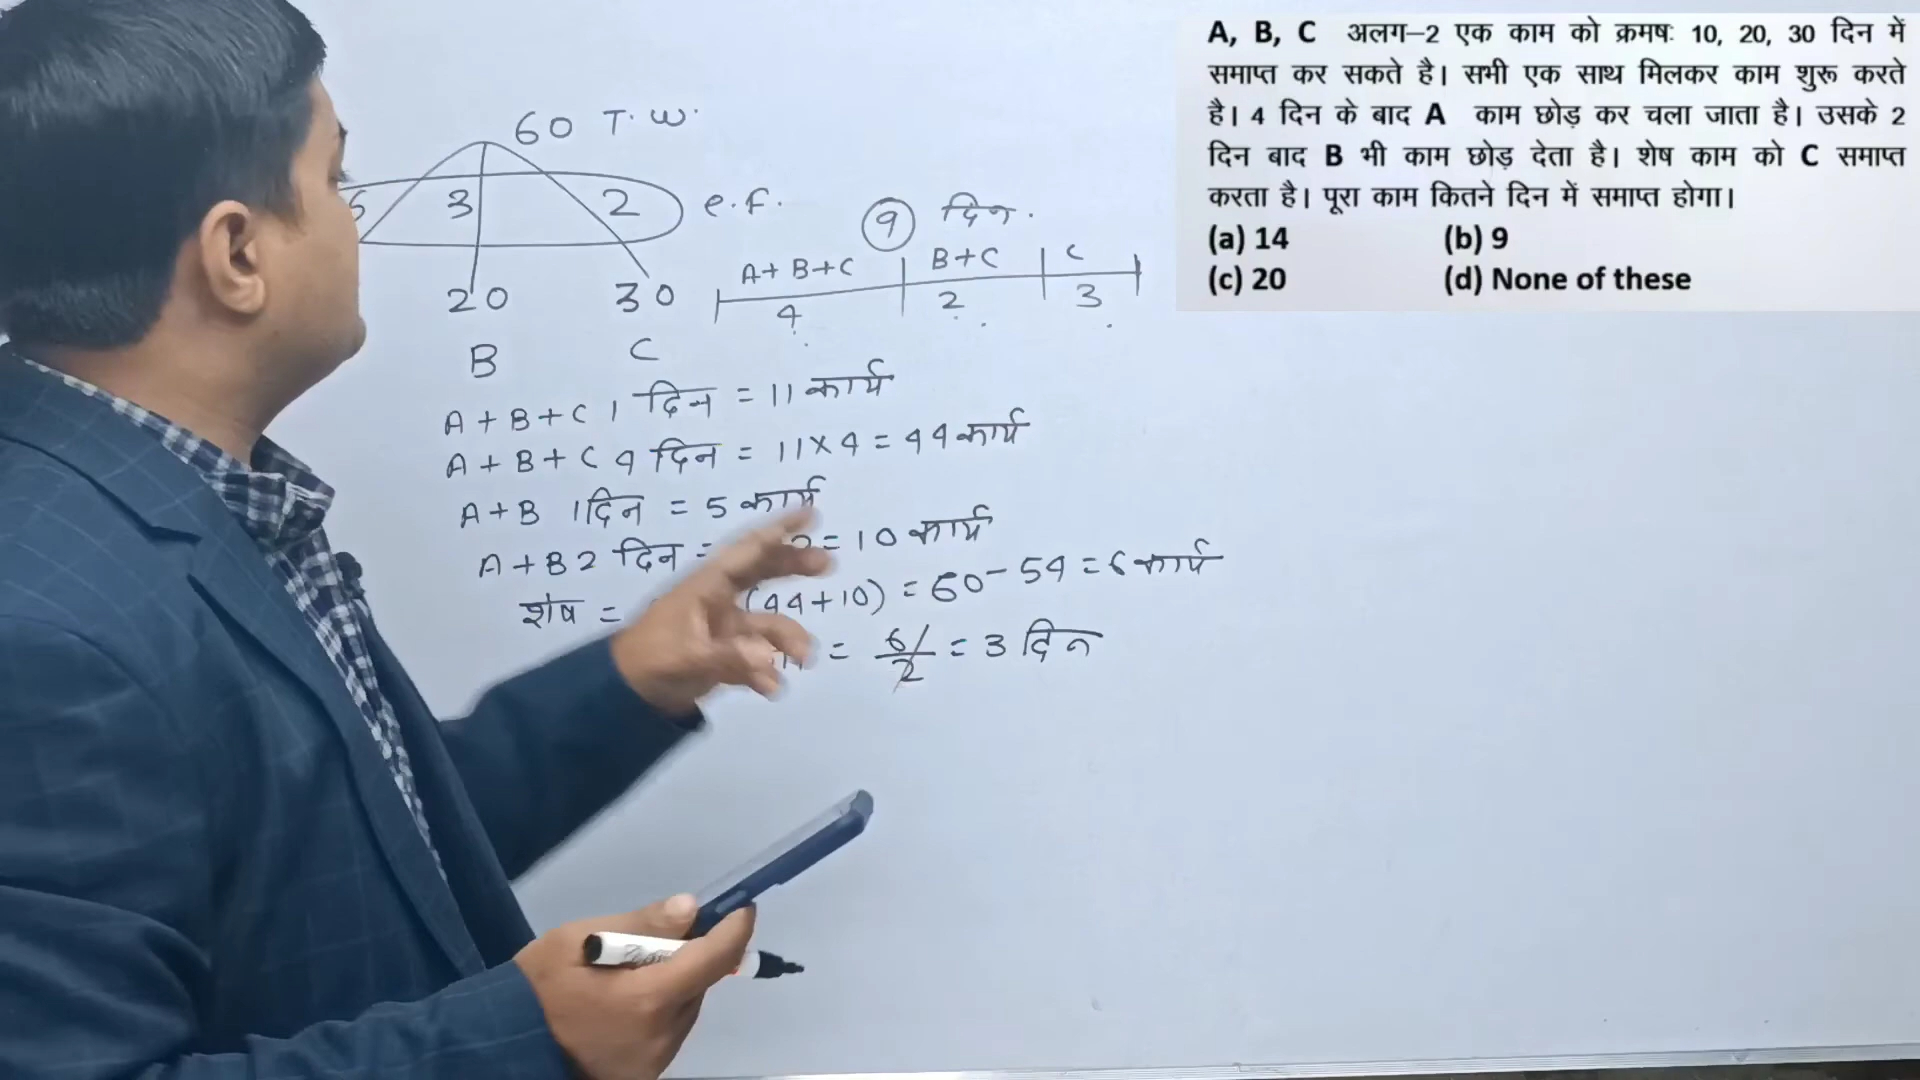 A, B, C अलग–2 एक काम को क्रमषः 10, 20, 30 दिन में
समाप्त कर सकते है। सभी एक साथ मिलकर काम शुरू करते
है। 4 दिन के बाद A काम छोड़ कर चला जाता है। उसके 2
दिन बाद B भी काम छोड़ देता है। शेष काम को C समाप्त
करता है। पूरा काम कितने दिन में समाप्त होगा।
(a) 14 (b) 9
(c) 20 (d) None of these
60 T.W.
3 2 e.f.
20 30
B C
9 दिन.
A+B+C B+C C
4 2 3
A+B+C 1 दिन = 11 कार्य
A+B+C 4 दिन = 11×4 = 44 कार्य
A+B 1दिन = 5 कार्य
A+B 2 दिन = = 10 कार्य
शेष = (44+10) = 60-54 = 6 कार्य
= 6/2 = 3 दिन